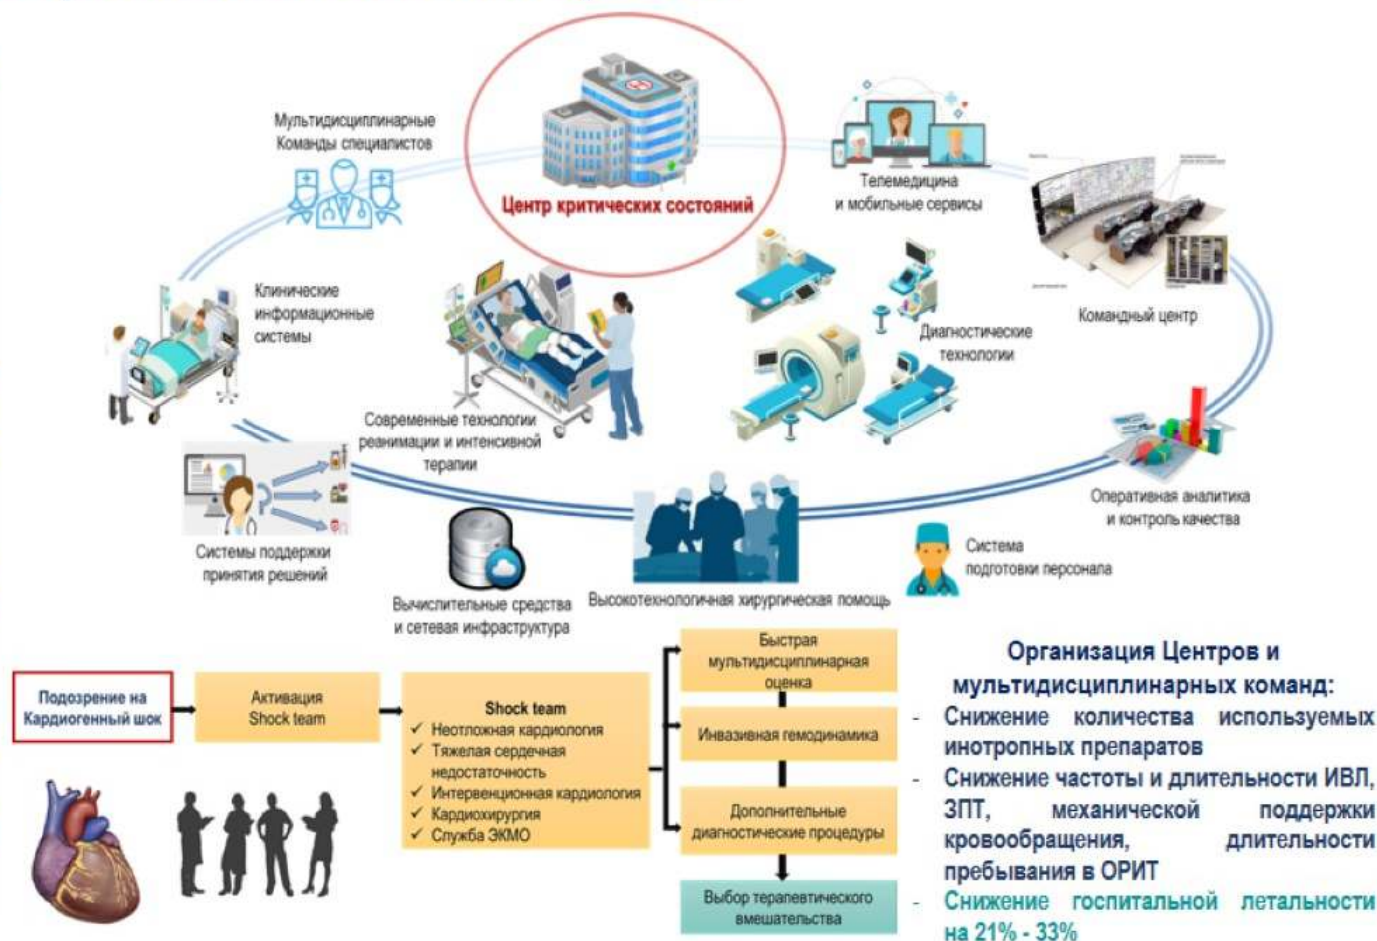 Мультидисциплинарные
Команды специалистов
Центр критических состояний
Телемедицина
и мобильные сервисы
Клинические
информационные
системы
Командный центр
Диагностические
технологии
Современные технологии
реанимации и интенсивной
терапии
Оперативная аналитика
и контроль качества
Системы поддержки
принятия решений
Система
подготовки персонала
Вычислительные средства
и сетевая инфраструктура
Высокотехнологичная хирургическая помощь
Подозрение на
Кардиогенный шок
Активация
Shock team
Shock team
✓ Неотложная кардиология
✓ Тяжелая сердечная
недостаточность
✓ Интервенционная кардиология
✓ Кардиохирургия
✓ Служба ЭКМО
Быстрая
мультидисциплинарная
оценка
Инвазивная гемодинамика
Дополнительные
диагностические процедуры
Выбор терапевтического
вмешательства
Организация Центров и
мультидисциплинарных команд:
- Снижение количества используемых
инотропных препаратов
- Снижение частоты и длительности ИВЛ,
ЗПТ, механической поддержки
кровообращения, длительности
пребывания в ОРИТ
- Снижение госпитальной летальности
на 21% - 33%